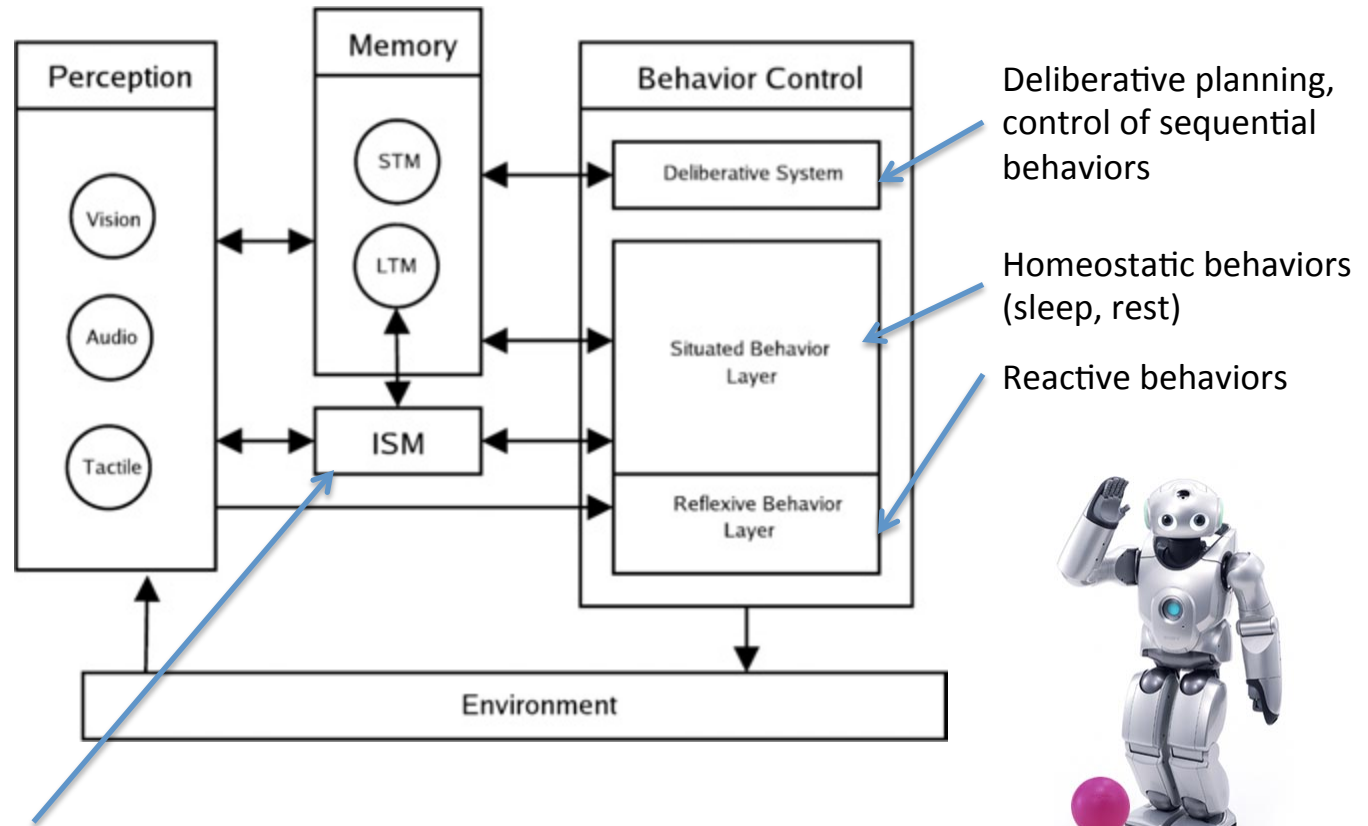 Perception
Vision
Audio
Tactile
Memory
STM
LTM
ISM
Behavior Control
Deliberative System
Situated Behavior
Layer
Reflexive Behavior
Layer
Environment
Deliberative planning,
control of sequential
behaviors
Homeostatic behaviors
(sleep, rest)
Reactive behaviors